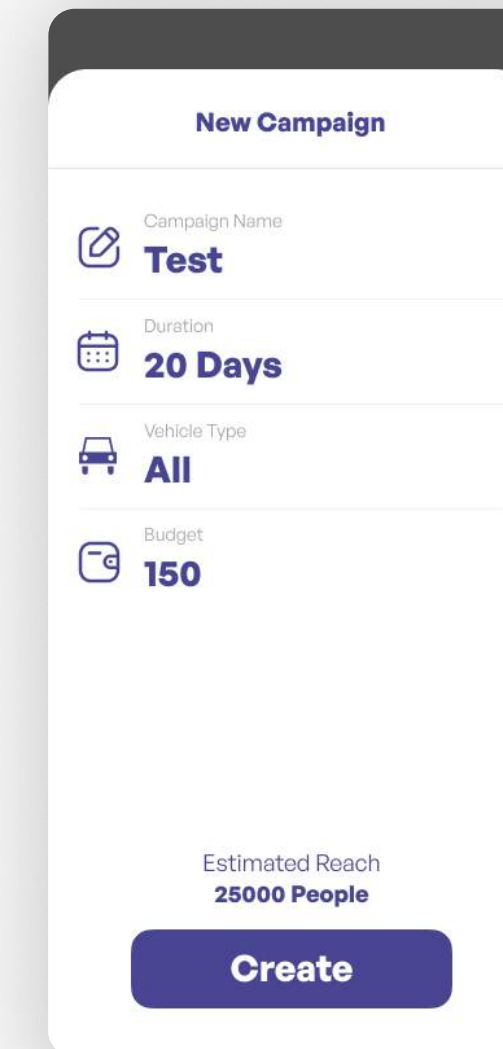 New Campaign
Campaign Name
Test
Duration
20 Days
Vehicle Type
All
Budget
150
Estimated Reach
25000 People
Create